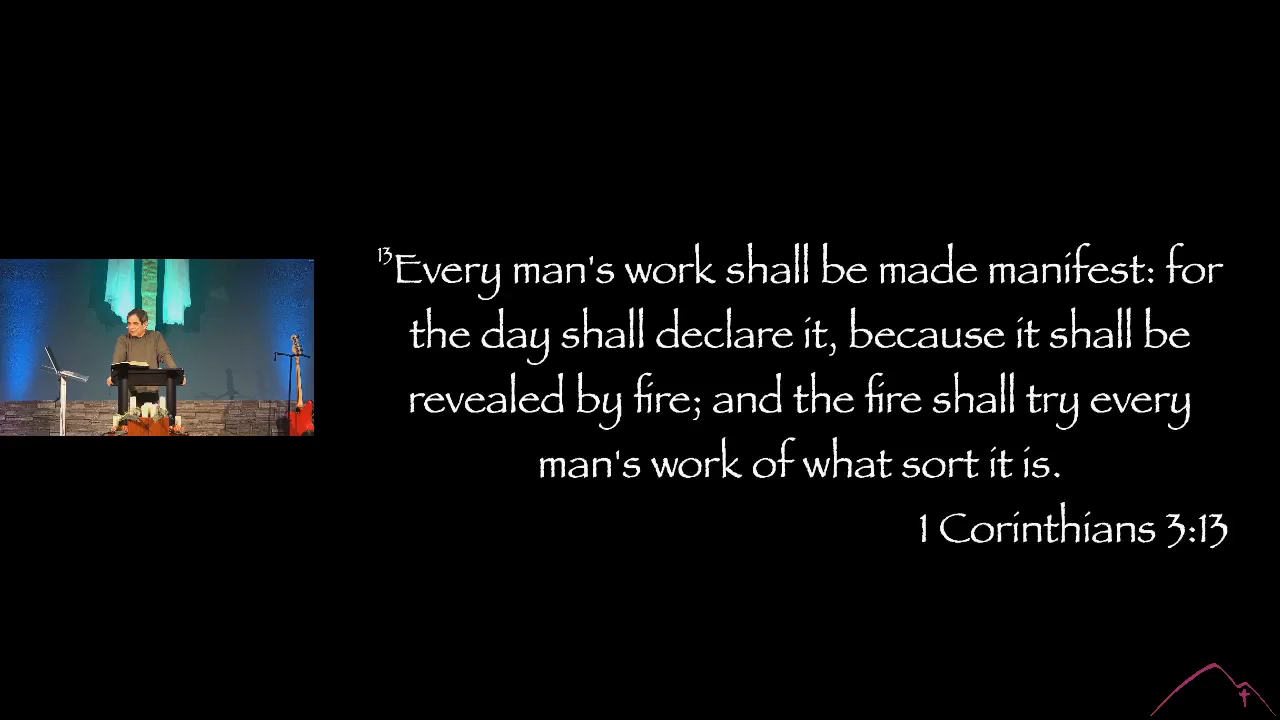 13Every man's work shall be made manifest: for
the day shall declare it, because it shall be
revealed by fire; and the fire shall try every
man's work of what sort it is.
1 Corinthians 3:13